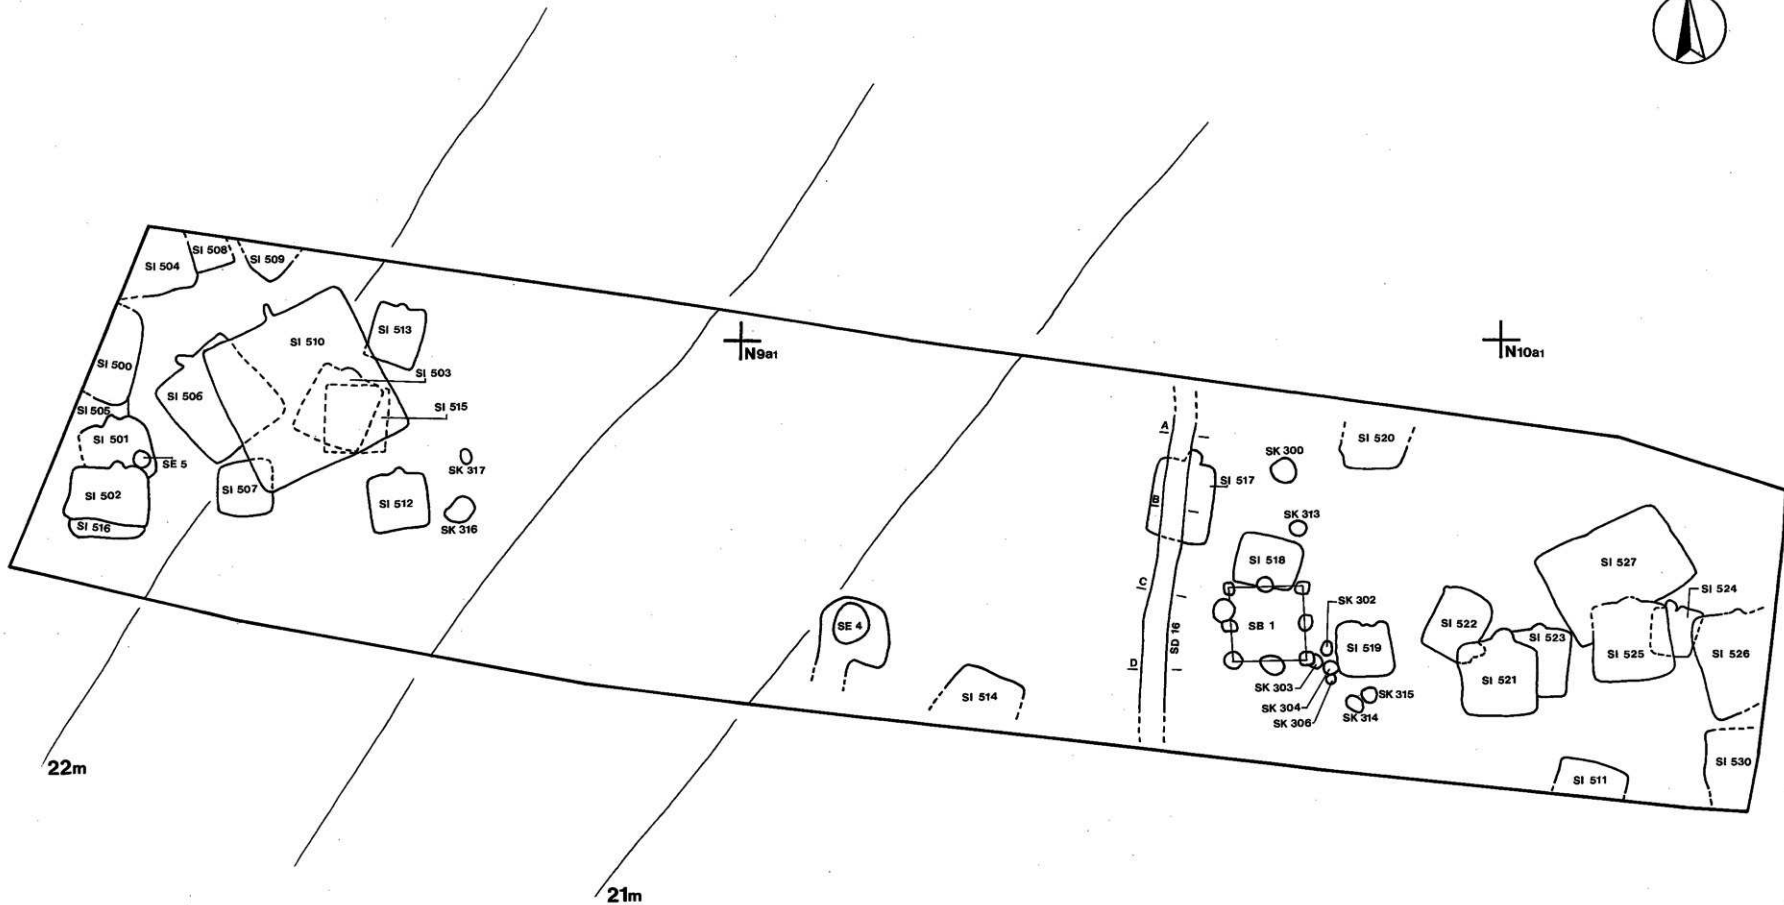 SI 504
SI 508
SI 509
SI 510
SI 513
SI 500
SI 503
SI 506
SI 515
SI 505
SI 501
SE 5
SI 502
SI 507
SI 512
SK 317
SK 316
SI 516
N9a1
N10a1
A
B
C
D
SD 16
SI 517
SK 300
SI 520
SK 313
SI 518
SB 1
SK 302
SI 519
SK 303
SK 304
SK 306
SK 315
SK 314
SE 4
SI 514
SI 527
SI 524
SI 522
SI 523
SI 525
SI 526
SI 521
SI 530
SI 511
22m
21m